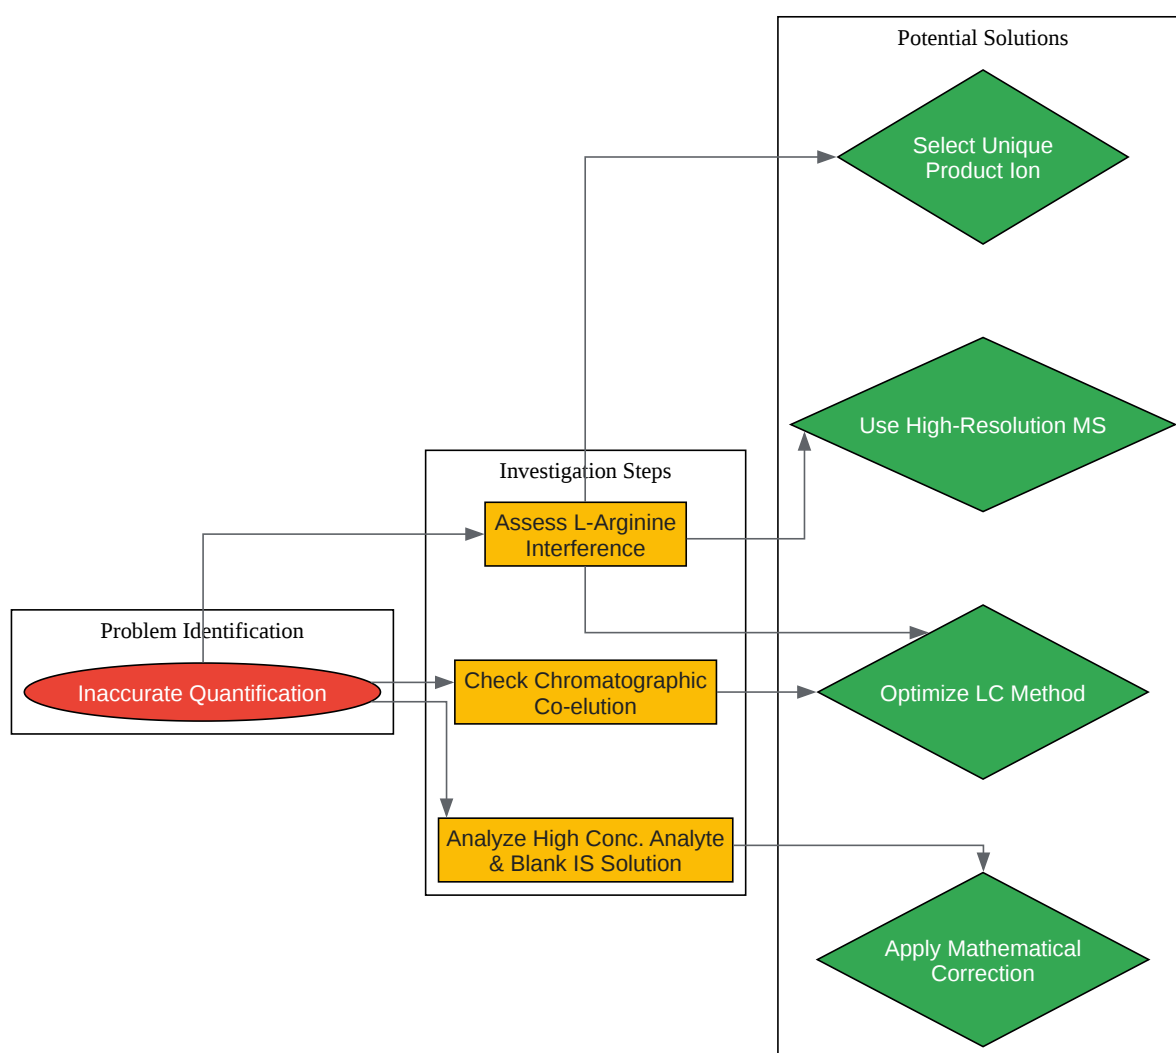 Potential Solutions
Select Unique
Product Ion
Use High-Resolution MS
Investigation Steps
Assess L-Arginine
Interference
Problem Identification
Inaccurate Quantification
Check Chromatographic
Co-elution
Optimize LC Method
Analyze High Conc. Analyte
& Blank IS Solution
Apply Mathematical
Correction